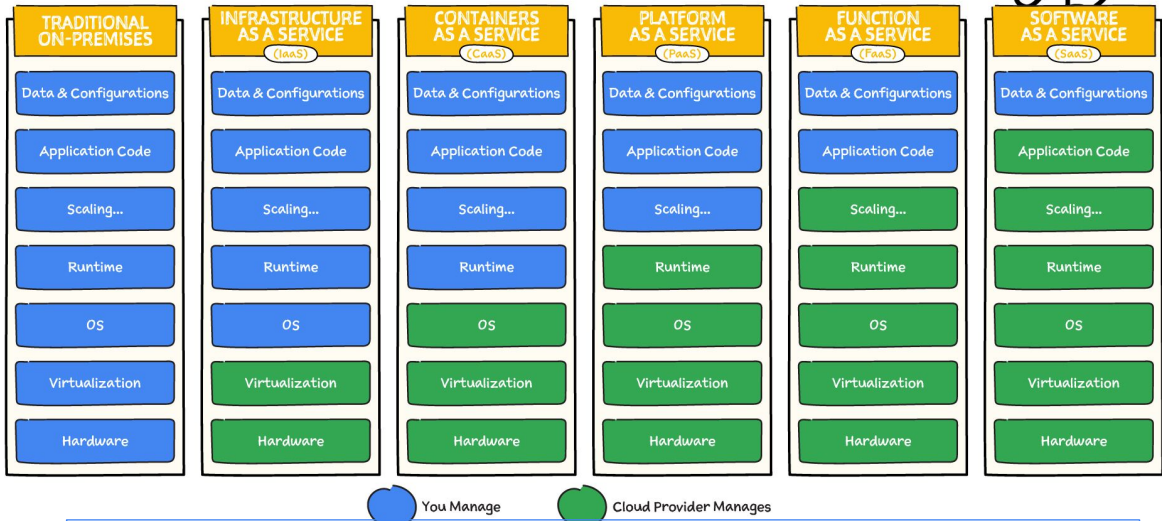 TRADITIONAL
ON-PREMISES
Data & Configurations
Application Code
Scaling...
Runtime
OS
Virtualization
Hardware
INFRASTRUCTURE
AS A SERVICE
(IaaS)
Data & Configurations
Application Code
Scaling...
Runtime
OS
Virtualization
Hardware
CONTAINERS
AS A SERVICE
(CaaS)
Data & Configurations
Application Code
Scaling...
Runtime
OS
Virtualization
Hardware
PLATFORM
AS A SERVICE
(PaaS)
Data & Configurations
Application Code
Scaling...
Runtime
OS
Virtualization
Hardware
FUNCTION
AS A SERVICE
(FaaS)
Data & Configurations
Application Code
Scaling...
Runtime
OS
Virtualization
Hardware
SOFTWARE
AS A SERVICE
(SaaS)
Data & Configurations
Application Code
Scaling...
Runtime
OS
Virtualization
Hardware
You Manage
Cloud Provider Manages